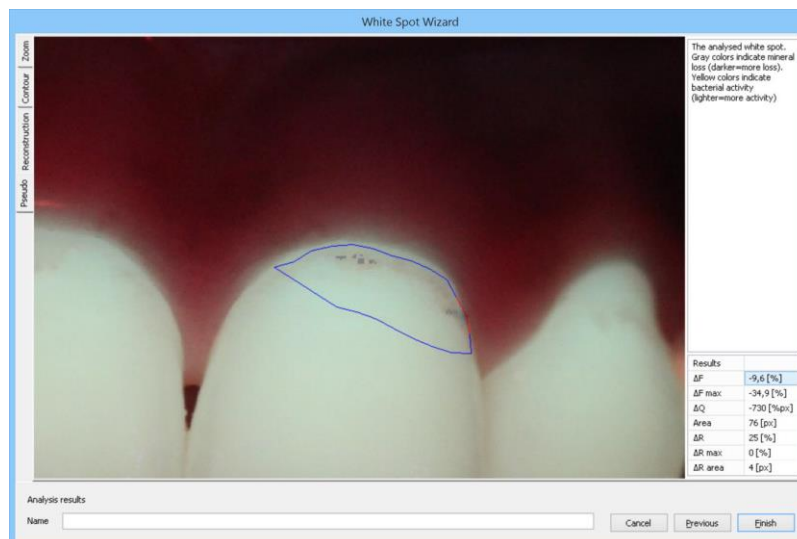 White Spot Wizard
Zoom
Contour
Reconstruction
Pseudo
The analysed white spot.
Gray colors indicate mineral
loss (darker=more loss).
Yellow colors indicate
bacterial activity
(lighter=more activity)
Results
ΔF -9,6 [%]
ΔF max -34,9 [%]
ΔQ -730 [%px]
Area 76 [px]
ΔR 25 [%]
ΔR max 0 [%]
ΔR area 4 [px]
Analysis results
Name
Cancel Previous Finish